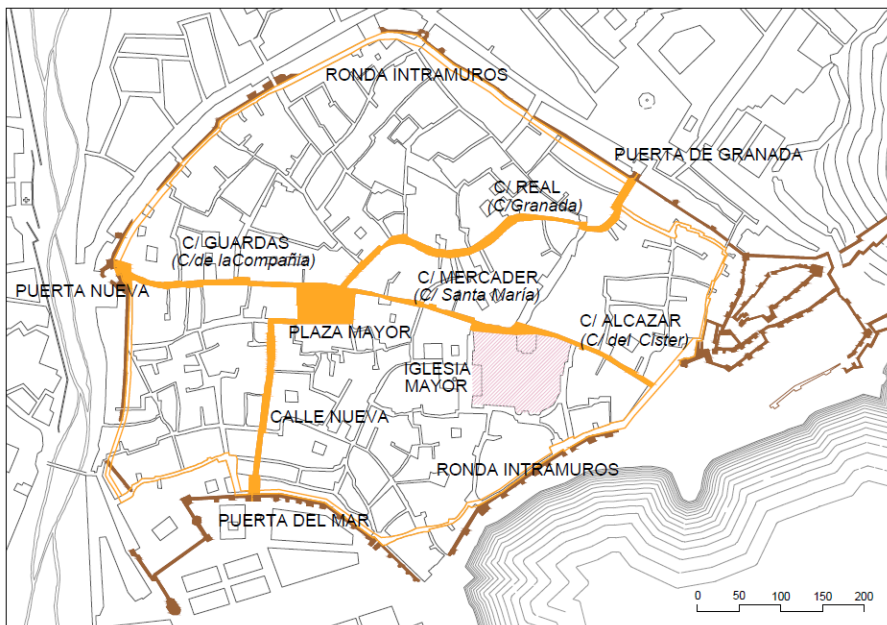 RONDA INTRAMUROS
PUERTA DE GRANADA
C/ REAL
(C/Granada)
C/ GUARDAS
(C/de laCompañia)
C/ MERCADER
(C/ Santa María)
PUERTA NUEVA
PLAZA MAYOR
C/ ALCAZAR
(C/ del Cister)
IGLESIA
MAYOR
CALLE NUEVA
RONDA INTRAMUROS
PUERTA DEL MAR
0 50 100 150 200